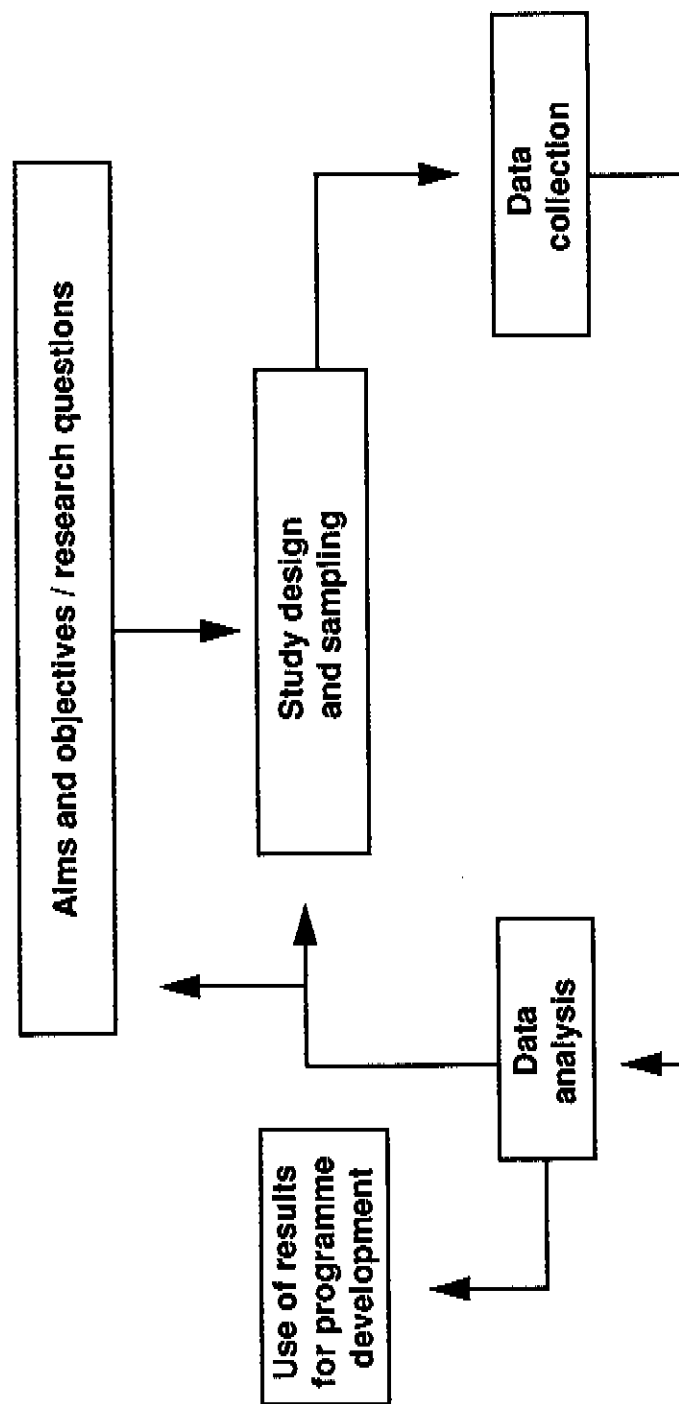 Aims and objectives / research questions
Study design
and sampling
Data
collection
Data
analysis
Use of results
for programme
development